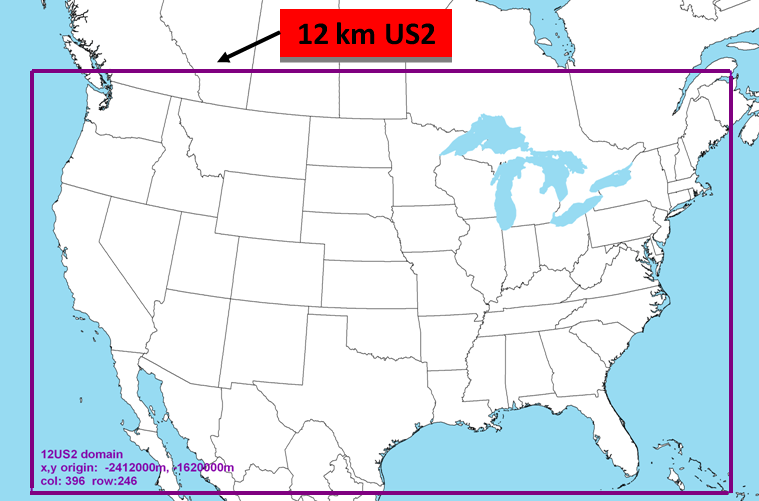 12 km US2
12US2 domain
x,y origin:  -2412000m, -1620000m
col: 396  row:246